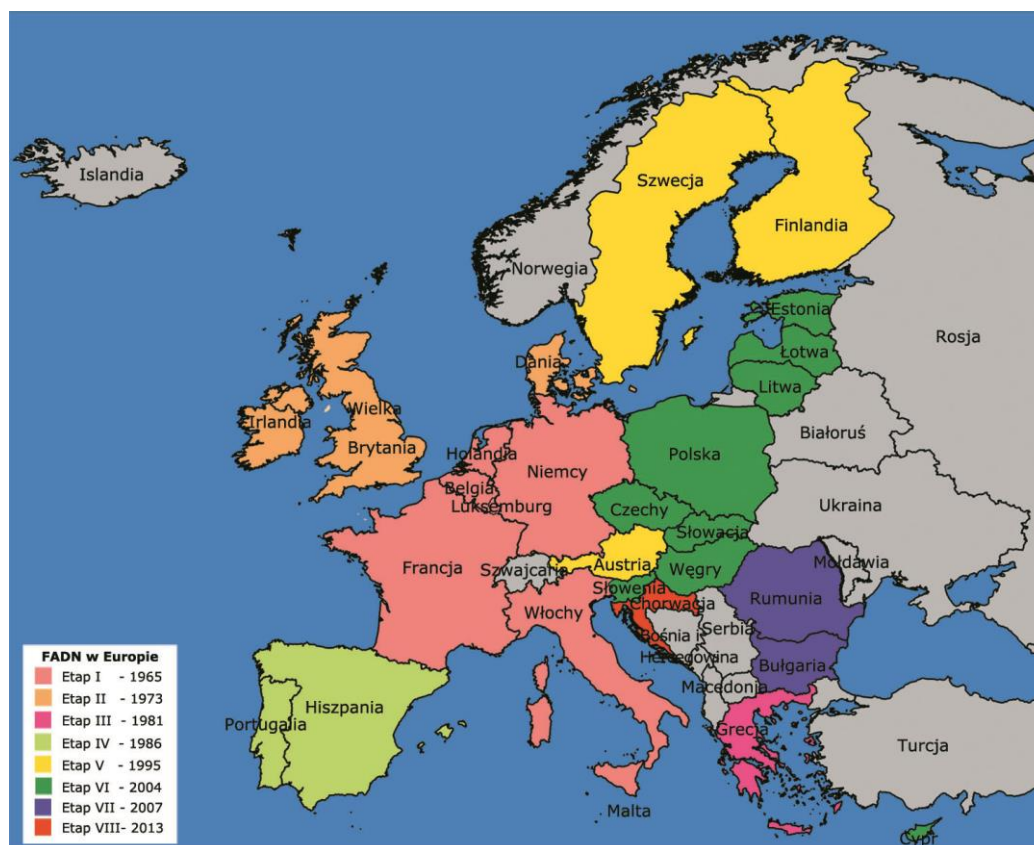 Islandia
Szwecja
Finlandia
Norwegia
Rosja
Estonia
Łotwa
Litwa
Dania
Irlandia
Wielka
Brytania
Białoruś
Holandia
Niemcy
Polska
Belgia
Luksemburg
Czechy
Ukraina
Słowacja
Francja
Szwajcaria
Austria
Węgry
Mołdawia
Słowenia
Chorwacja
Rumunia
Włochy
Bośnia i
Hercegowina
Serbia
Bułgaria
Macedonia
Portugalia
Hiszpania
Grecja
Turcja
Malta
Cypr
FADN w Europie
Etap I - 1965
Etap II - 1973
Etap III - 1981
Etap IV - 1986
Etap V - 1995
Etap VI - 2004
Etap VII - 2007
Etap VIII- 2013